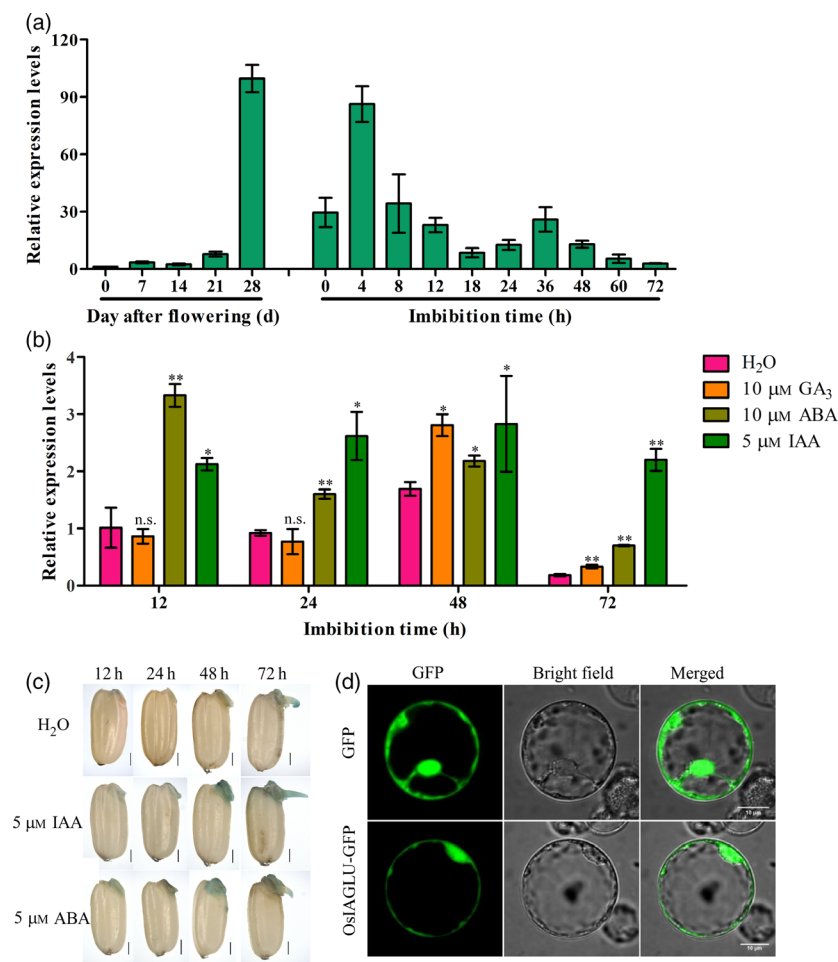 (a)
Relative expression levels
120
90
60
30
0
0 7 14 21 28 0 4 8 12 18 24 36 48 60 72
Day after flowering (d) Imbibition time (h)
(b)
Relative expression levels
4
3
2
1
0
n.s. ** *
n.s. ** *
* * *
** ** **
12 24 48 72
Imbibition time (h)
H₂O
10 μM GA₃
10 μM ABA
5 μM IAA
(c)
12 h 24 h 48 h 72 h
H₂O
5 μM IAA
5 μM ABA
(d)
GFP Bright field Merged
GFP
10 μm
OsIAGLU-GFP
10 μm